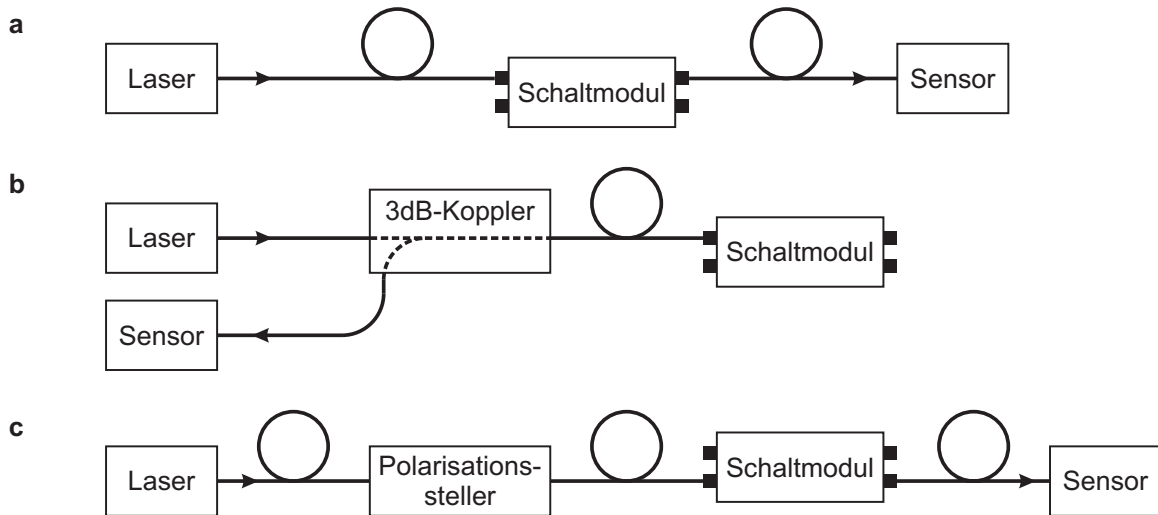 a
Laser
Schaltmodul
Sensor
b
Laser
3dB-Koppler
Schaltmodul
Sensor
c
Laser
Polarisations-
steller
Schaltmodul
Sensor